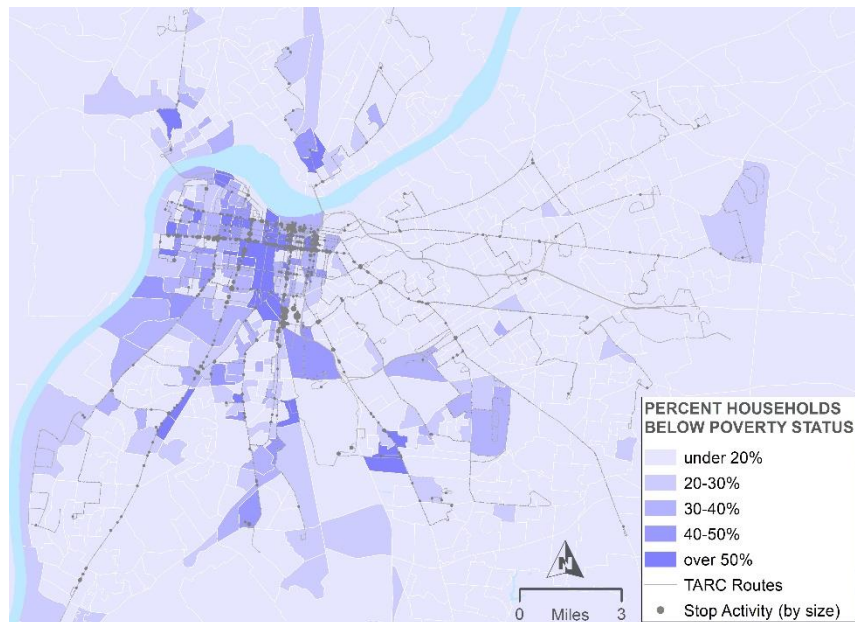 PERCENT HOUSEHOLDS
BELOW POVERTY STATUS
under 20%
20-30%
30-40%
40-50%
over 50%
TARC Routes
Stop Activity (by size)
N
0 Miles 3